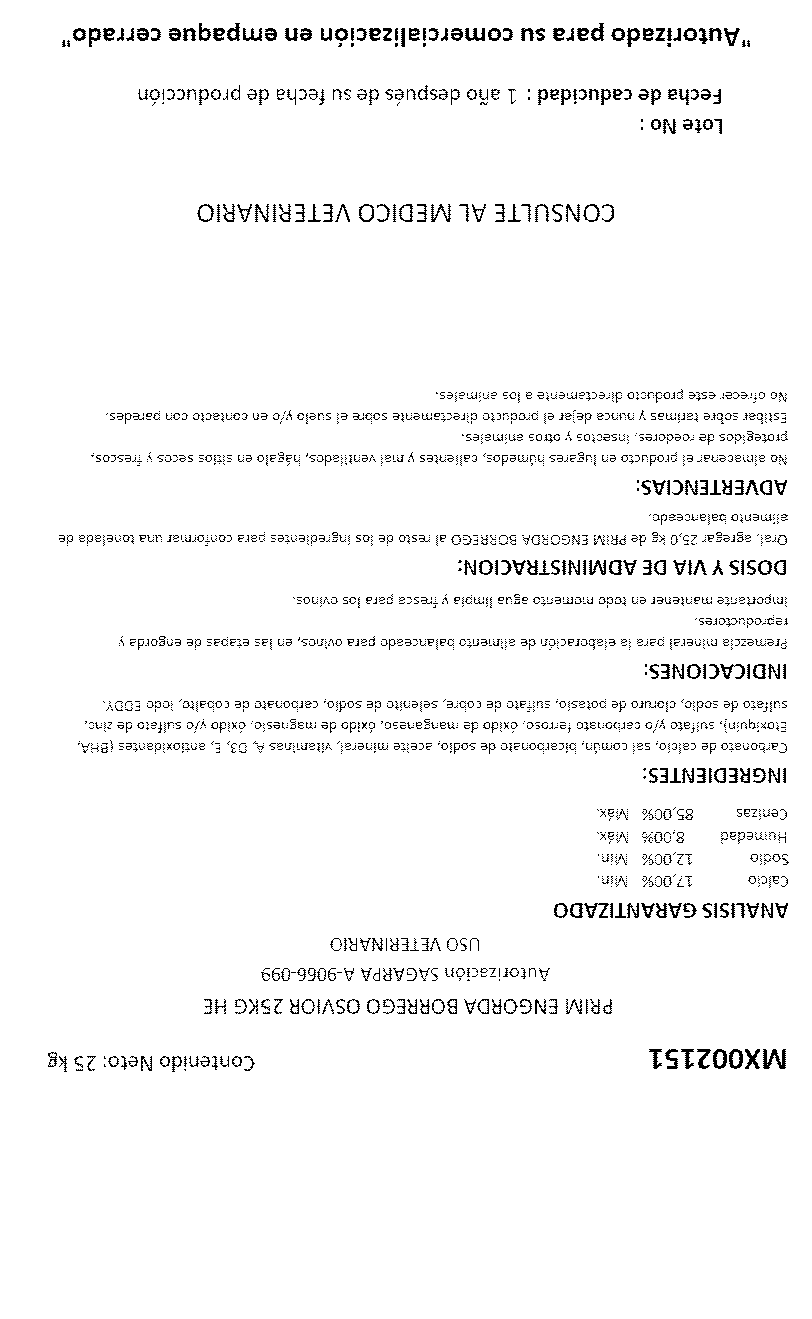 MX002151 Contenido Neto: 25 kg
PRIM ENGORDA BORREGO OSVIOR 25KG HE
Autorización SAGARPA A-9066-099
USO VETERINARIO
ANALISIS GARANTIZADO
Calcio 17,00% Min.
Sodio 12,00% Min.
Humedad 8,00% Máx.
Cenizas 85,00% Máx.
INGREDIENTES:
Carbonato de calcio, sal común, bicarbonato de sodio, aceite mineral, vitaminas A, D3, E, antioxidantes (BHA,
Etoxiquin), sulfato y/o carbonato ferroso, óxido de manganeso, óxido de magnesio, óxido y/o sulfato de zinc,
sulfato de sodio, cloruro de potasio, sulfato de cobre, selenito de sodio, carbonato de cobalto, Iodo EDDY.
INDICACIONES:
Premezcla mineral para la elaboración de alimento balanceado para ovinos, en las etapas de engorda y
reproductores.
Importante mantener en todo momento agua limpia y fresca para los ovinos.
DOSIS Y VIA DE ADMINISTRACION:
Oral, agregar 25,0 kg de PRIM ENGORDA BORREGO al resto de los ingredientes para conformar una tonelada de
alimento balanceado.
ADVERTENCIAS:
No almacenar el producto en lugares húmedos, calientes y mal ventilados, hágalo en sitios secos y frescos,
protegidos de roedores, insectos y otros animales.
Estibar sobre tarimas y nunca dejar el producto directamente sobre el suelo y/o en contacto con paredes.
No ofrecer este producto directamente a los animales.
CONSULTE AL MEDICO VETERINARIO
Lote No :
Fecha de caducidad : 1 año después de su fecha de producción
"Autorizado para su comercialización en empaque cerrado"